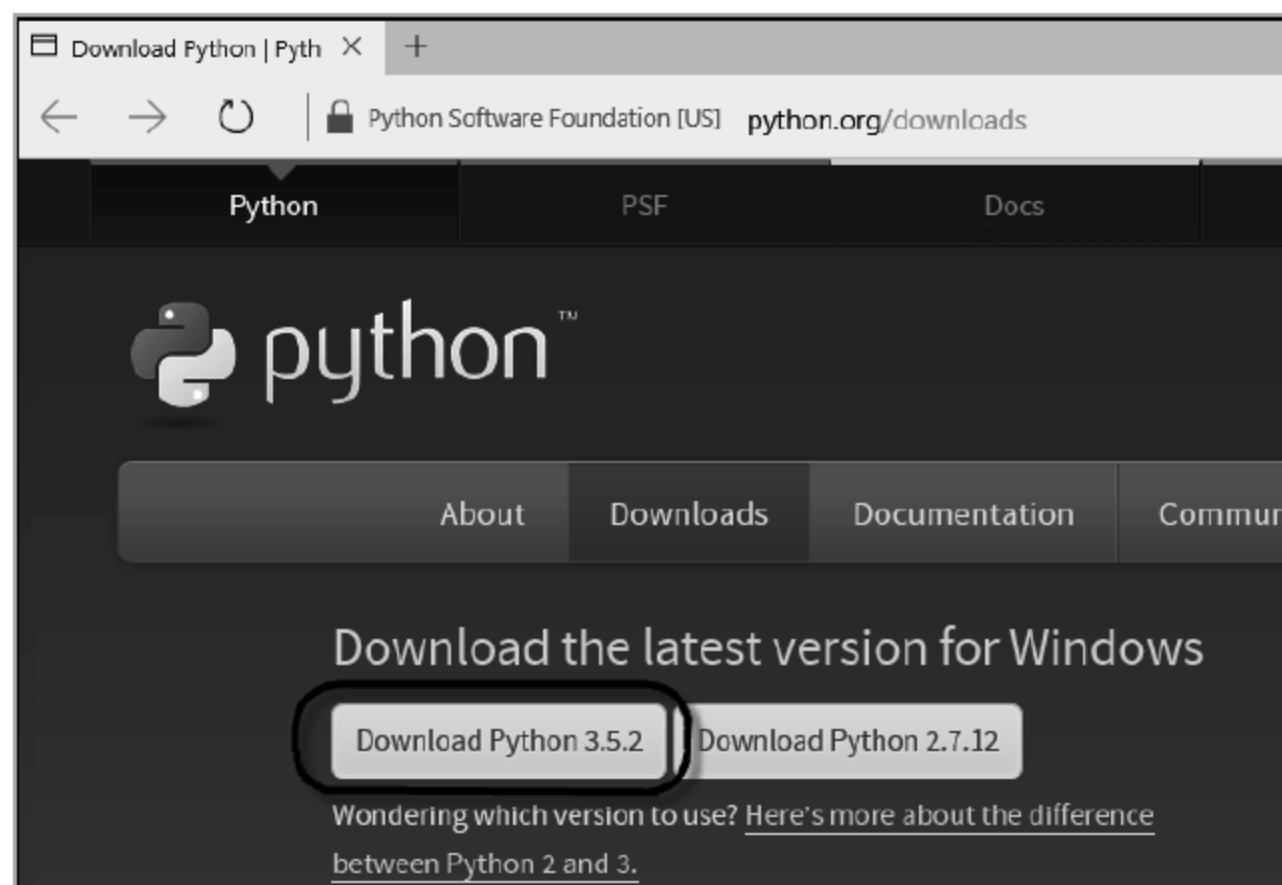 Download Python | Pyth
Python Software Foundation [US] python.org/downloads
Python PSF Docs
python™
About Downloads Documentation Commun
Download the latest version for Windows
Download Python 3.5.2 Download Python 2.7.12
Wondering which version to use? Here's more about the difference
between Python 2 and 3.